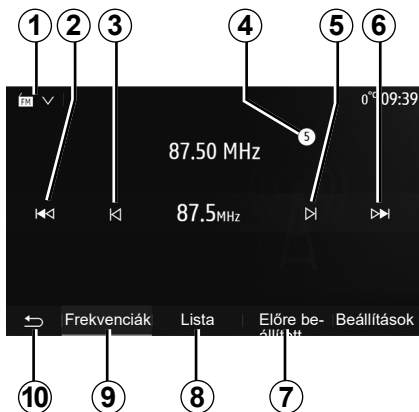 1 2 3 4 5 6
FM 0°C 09:39
5
87.50 MHz
87.5MHz
Frekvenciák Lista Előre be- Beállítások
állított
10 9 8 7